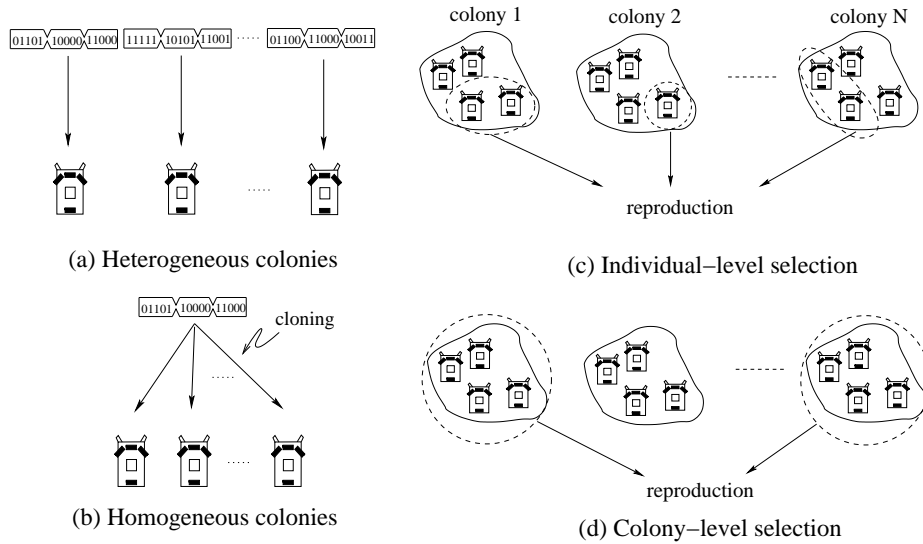 01101 10000 11000 11111 10101 11001 ..... 01100 11000 10011
.....
(a) Heterogeneous colonies
01101 10000 11000
cloning
.....
.....
(b) Homogeneous colonies
colony 1 colony 2 colony N
reproduction
(c) Individual−level selection
reproduction
(d) Colony−level selection